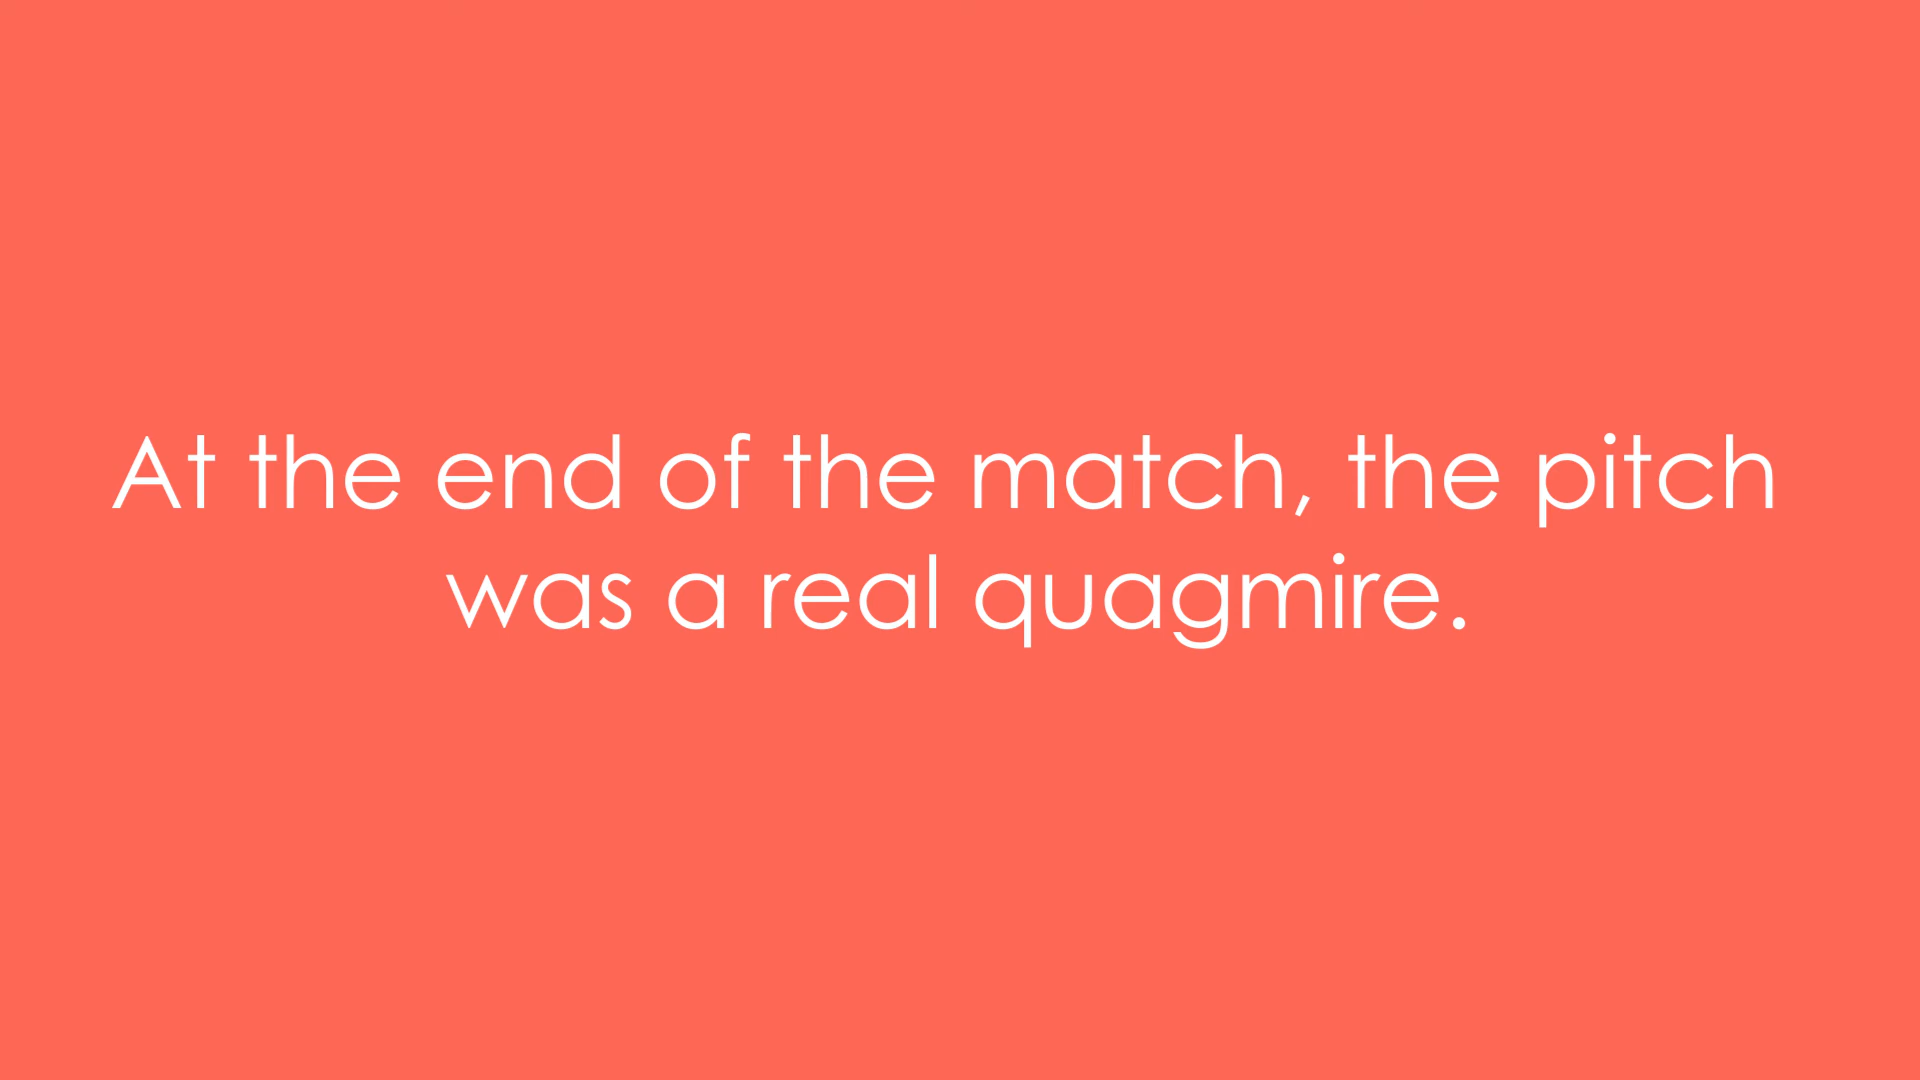 At the end of the match, the pitch
was a real quagmire.